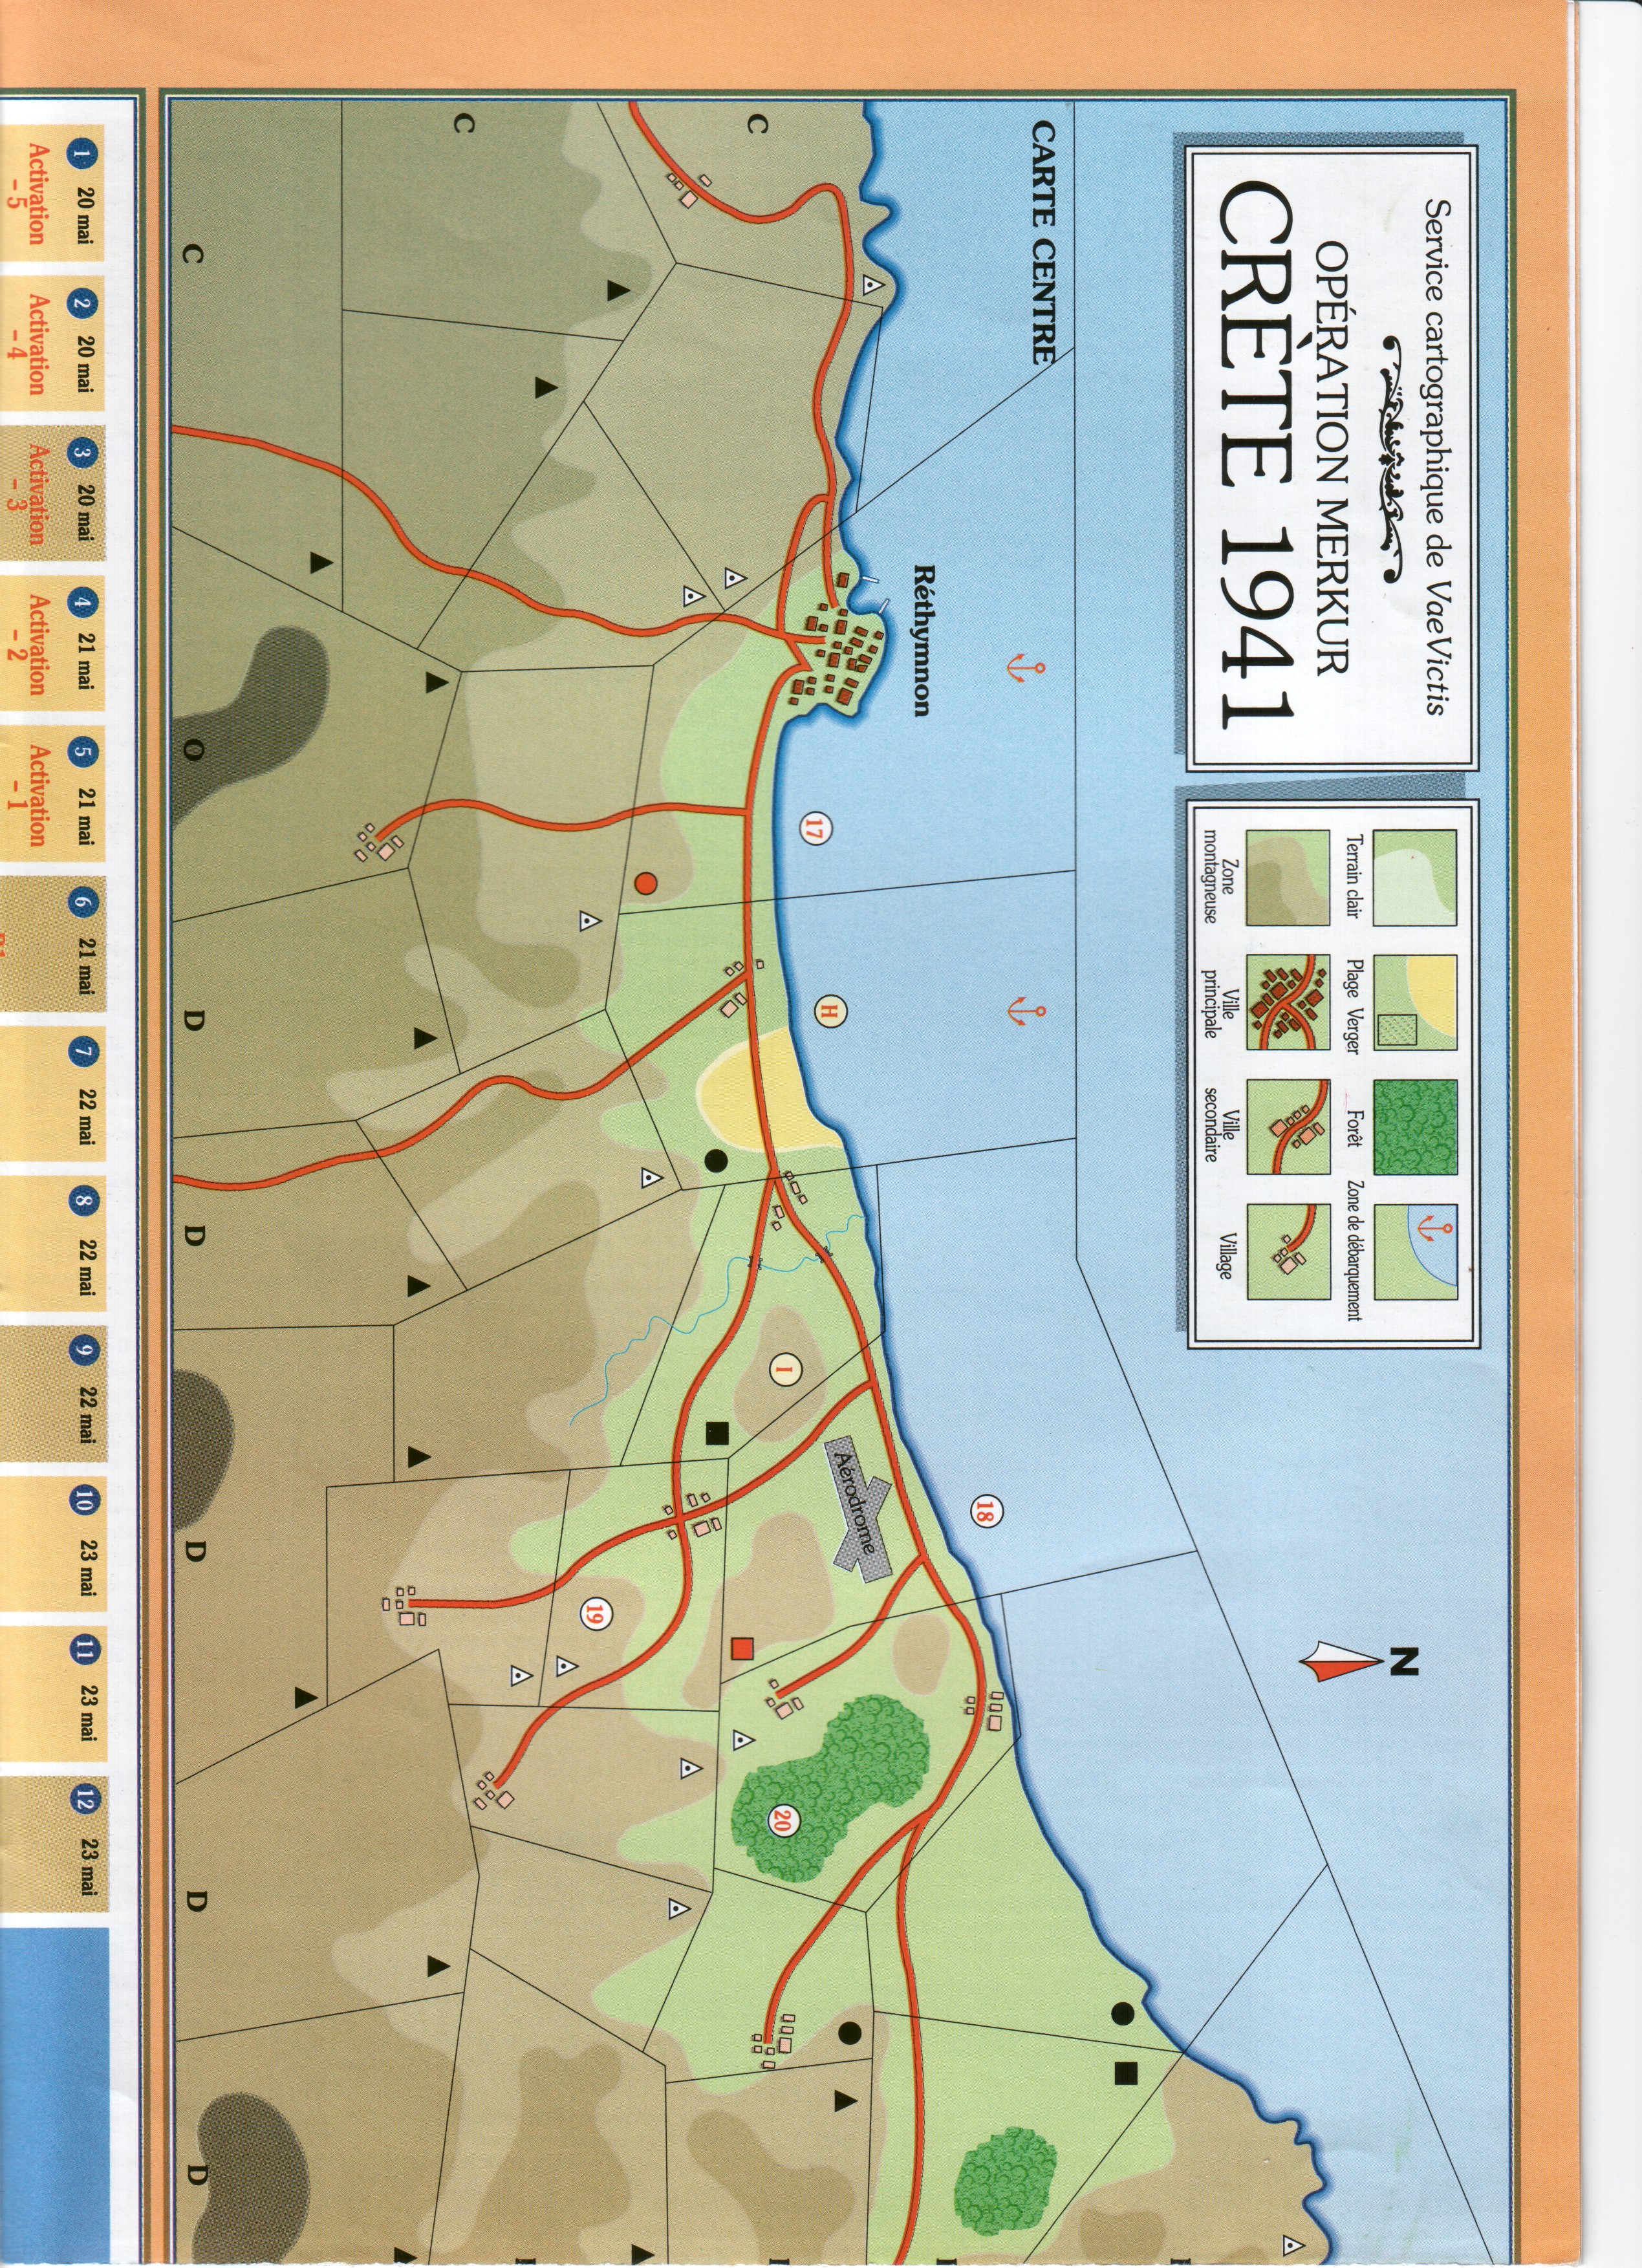 Service cartographique de VaeVictis
OPÉRATION MERKUR
CRÈTE 1941
Terrain clair
Plage Verger
Forêt
Zone de débarquement
Zone
montagneuse
Ville
principale
Ville
secondaire
Village
N
CARTE CENTRE
Réthymnon
17
H
18
I
Aérodrome
19
20
C
C
C
O
D
D
D
D
D
1 20 mai
Activation
- 5
2 20 mai
Activation
- 4
3 20 mai
Activation
- 3
4 21 mai
Activation
- 2
5 21 mai
Activation
- 1
6 21 mai
7 22 mai
8 22 mai
9 22 mai
10 23 mai
11 23 mai
12 23 mai